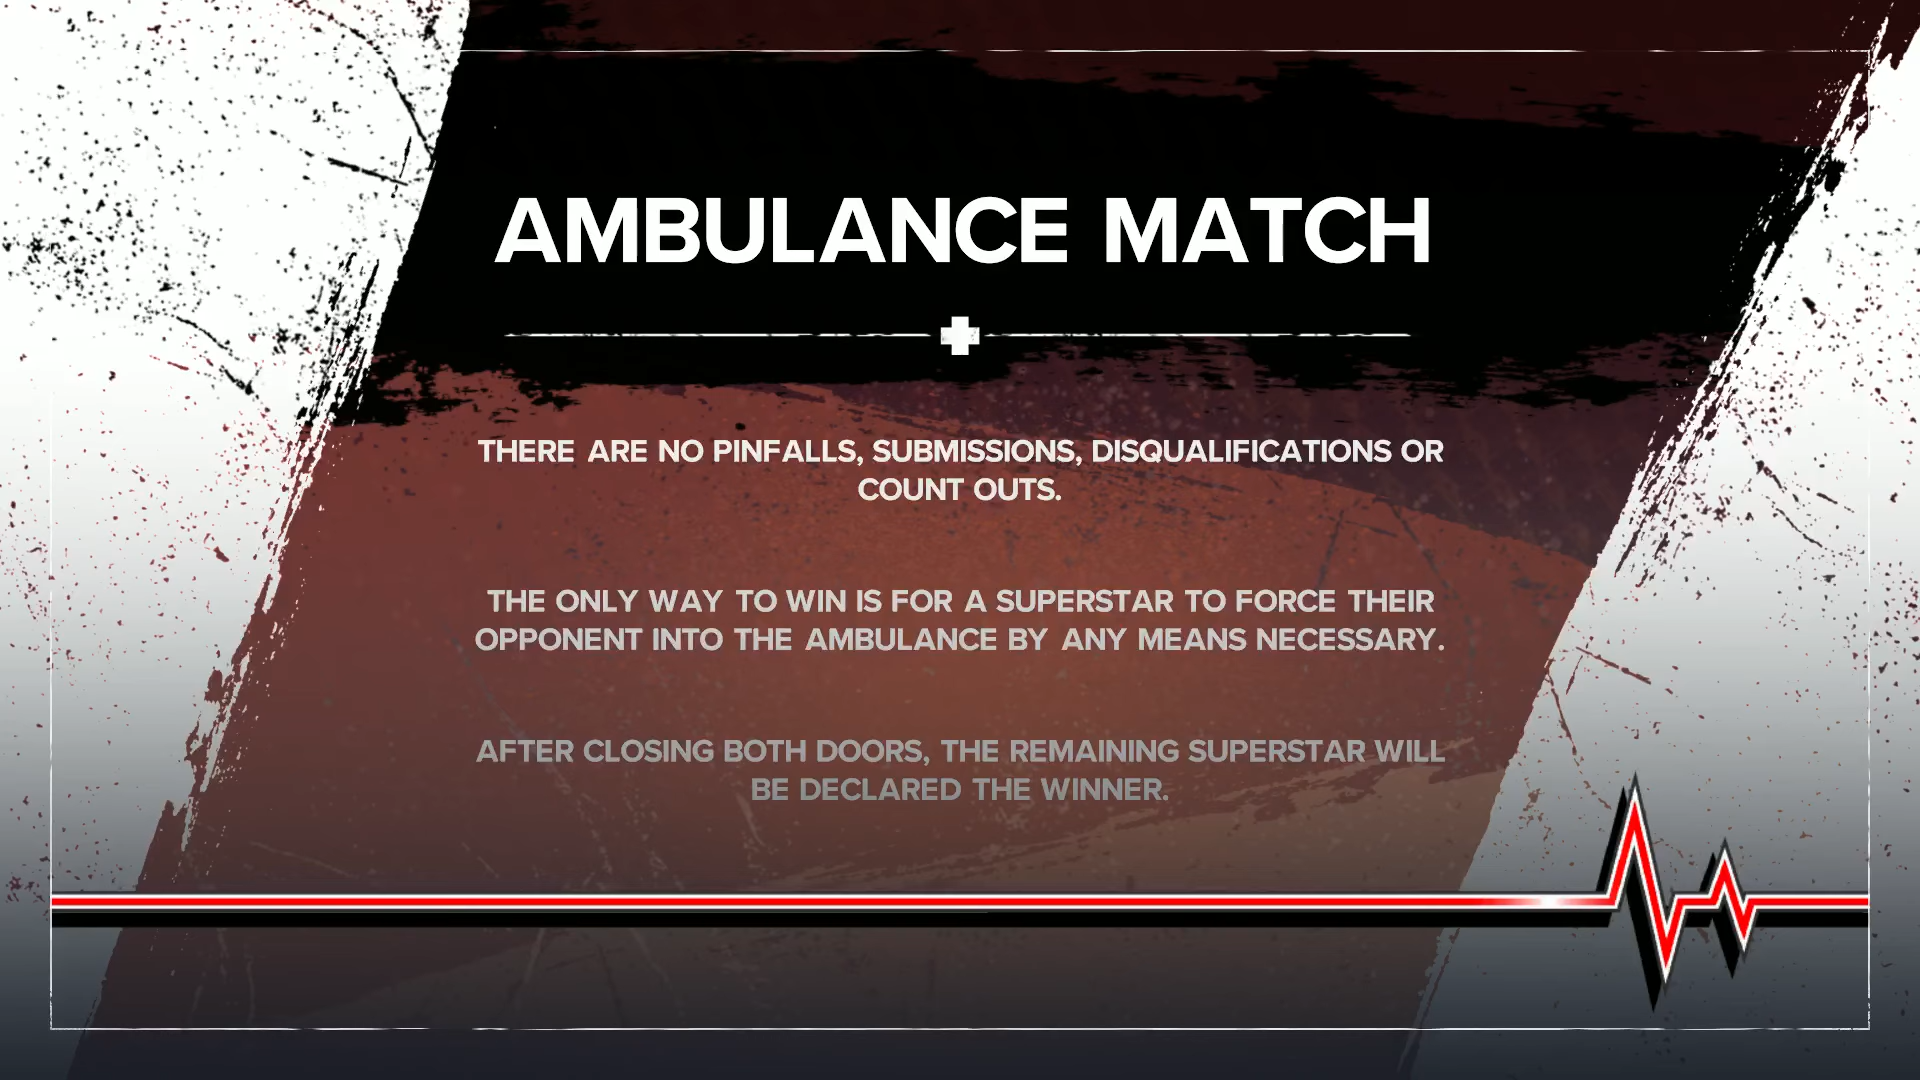 AMBULANCE MATCH
THERE ARE NO PINFALLS, SUBMISSIONS, DISQUALIFICATIONS OR
COUNT OUTS.
THE ONLY WAY TO WIN IS FOR A SUPERSTAR TO FORCE THEIR
OPPONENT INTO THE AMBULANCE BY ANY MEANS NECESSARY.
AFTER CLOSING BOTH DOORS, THE REMAINING SUPERSTAR WILL
BE DECLARED THE WINNER.